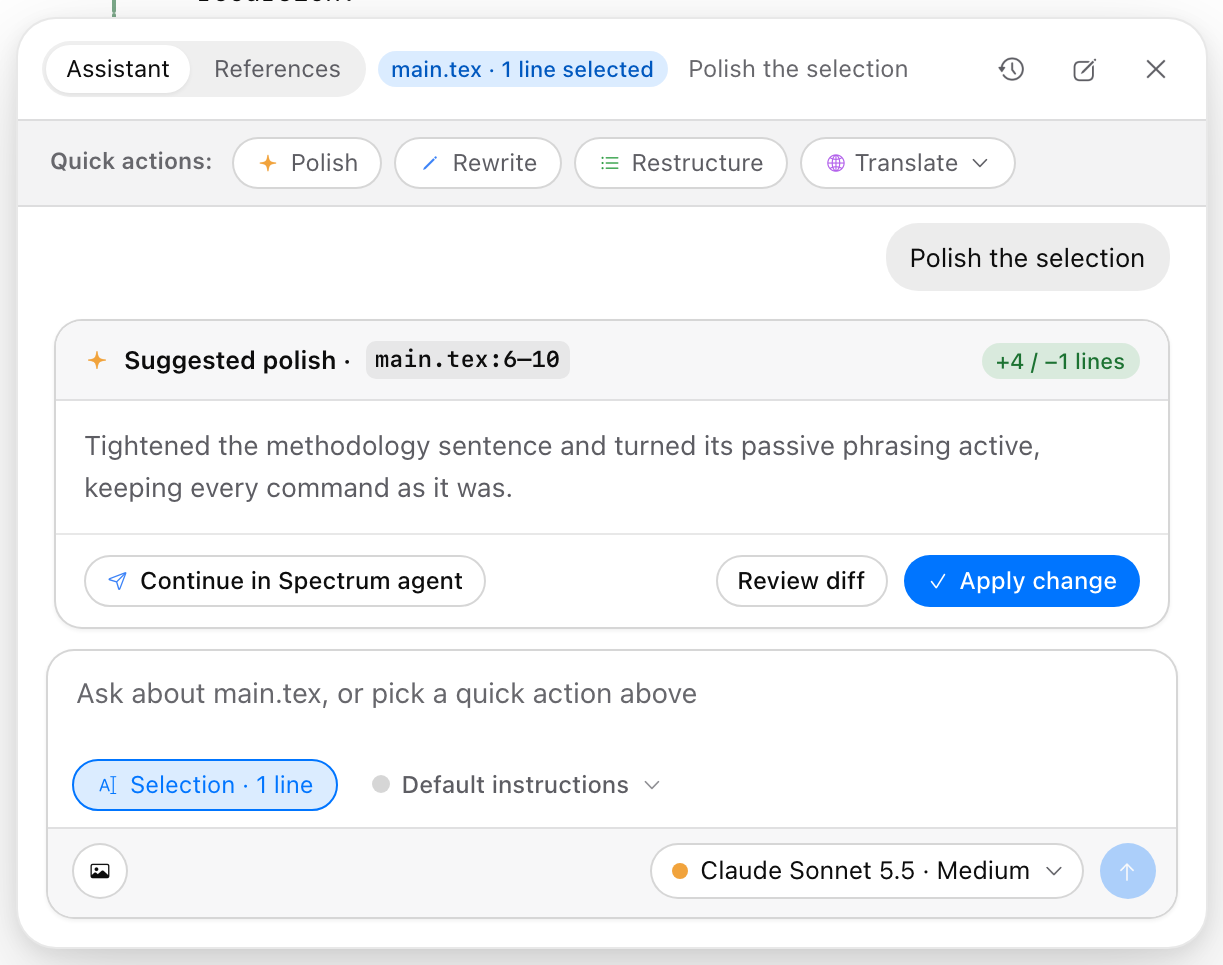 Assistant
References
main.tex · 1 line selected
Polish the selection
Quick actions:
Polish
Rewrite
Restructure
Translate
Polish the selection
Suggested polish · main.tex:6–10
+4 / −1 lines
Tightened the methodology sentence and turned its passive phrasing active,
keeping every command as it was.
Continue in Spectrum agent
Review diff
Apply change
Ask about main.tex, or pick a quick action above
Selection · 1 line
Default instructions
Claude Sonnet 5.5 · Medium